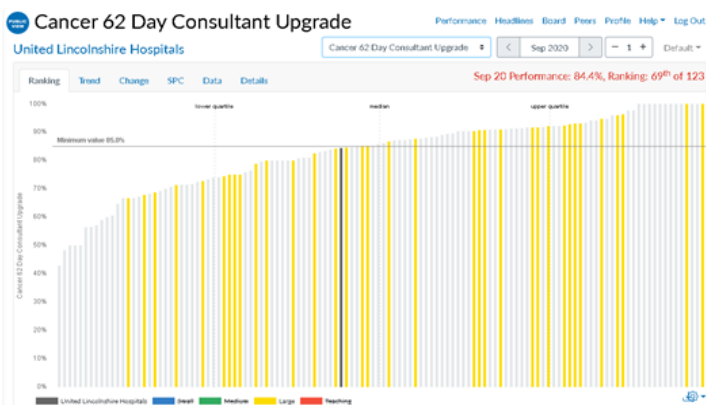 PUBLIC VIEW
Cancer 62 Day Consultant Upgrade
Performance Headlines Board Peers Profile Help Log Out
United Lincolnshire Hospitals
Cancer 62 Day Consultant Upgrade
< Sep 2020 > − 1 + Default
Ranking Trend Change SPC Data Details
Sep 20 Performance: 84.4%, Ranking: 69th of 123
100%
lower quartile median upper quartile
90%
Minimum value 85.0%
80%
70%
60%
50%
40%
30%
20%
10%
0%
Cancer 62 Day Consultant Upgrade
United Lincolnshire Hospitals Small Medium Large Teaching